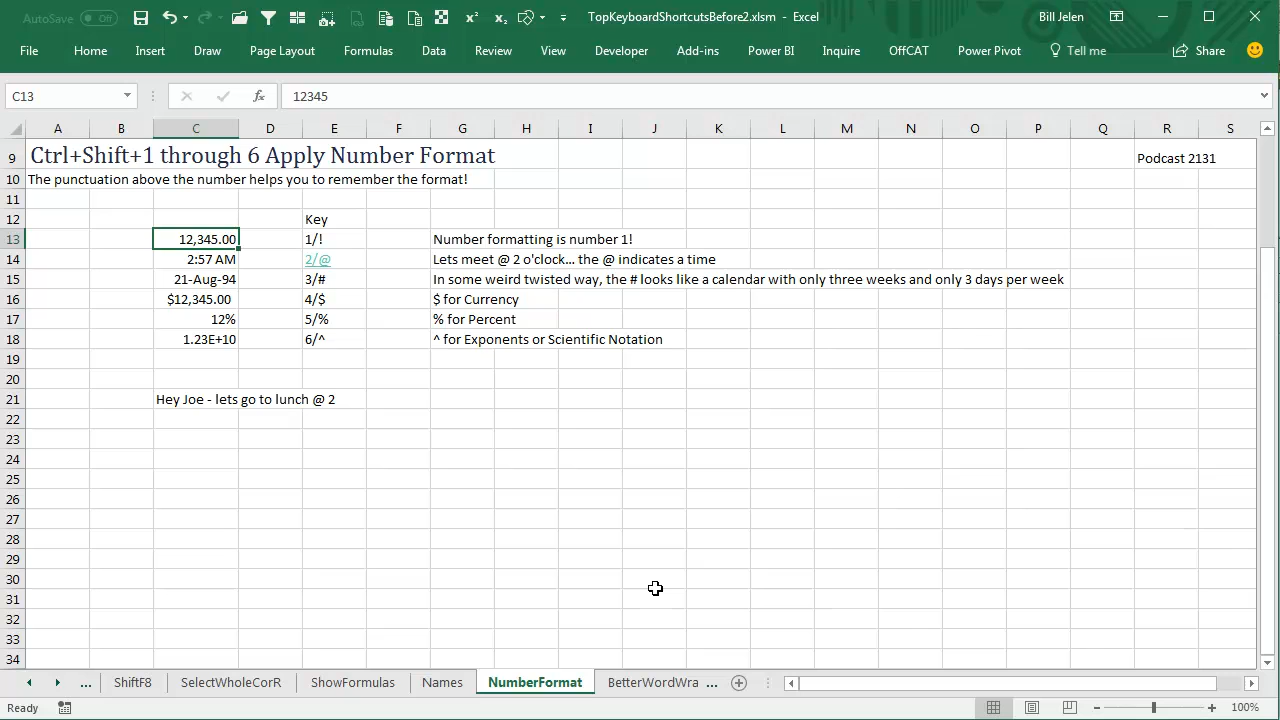 AutoSave Off TopKeyboardShortcutsBefore2.xlsm - Excel Bill Jelen
File Home Insert Draw Page Layout Formulas Data Review View Developer Add-ins Power BI Inquire OffCAT Power Pivot Tell me Share
C13 fx 12345
A B C D E F G H I J K L M N O P Q R S
9 Ctrl+Shift+1 through 6 Apply Number Format Podcast 2131
10 The punctuation above the number helps you to remember the format!
11
12 Key
13 12,345.00 1/! Number formatting is number 1!
14 2:57 AM 2/@ Lets meet @ 2 o'clock... the @ indicates a time
15 21-Aug-94 3/# In some weird twisted way, the # looks like a calendar with only three weeks and only 3 days per week
16 $12,345.00 4/$ $ for Currency
17 12% 5/% % for Percent
18 1.23E+10 6/^ ^ for Exponents or Scientific Notation
19
20
21 Hey Joe - lets go to lunch @ 2
22
23
24
25
26
27
28
29
30
31
32
33
34
... ShiftF8 SelectWholeCorR ShowFormulas Names NumberFormat BetterWordWra ...
Ready 100%